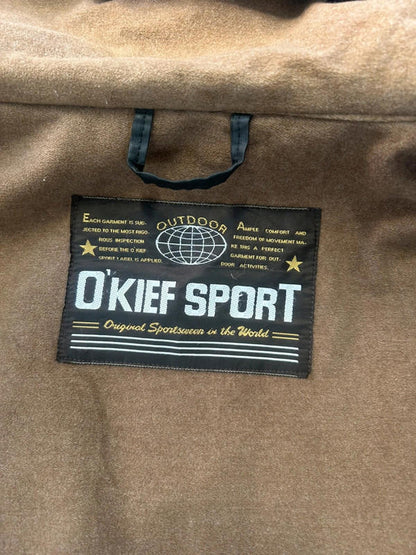 OUTDOOR
EACH GARMENT IS SUB-
JECTED TO THE MOST RIGO
ROUS INSPECTION
BEFORE THE O KIEF
SPORT LABEL IS APPLIED.
AMPLE COMFORT AND
FREEDOM OF MOVEMENT MA-
KE THIS A PERFECT
GARMENT FOR OUT-
DOOR ACTIVITIES.
O'KIEF SPORT
Original Sportswear in the World